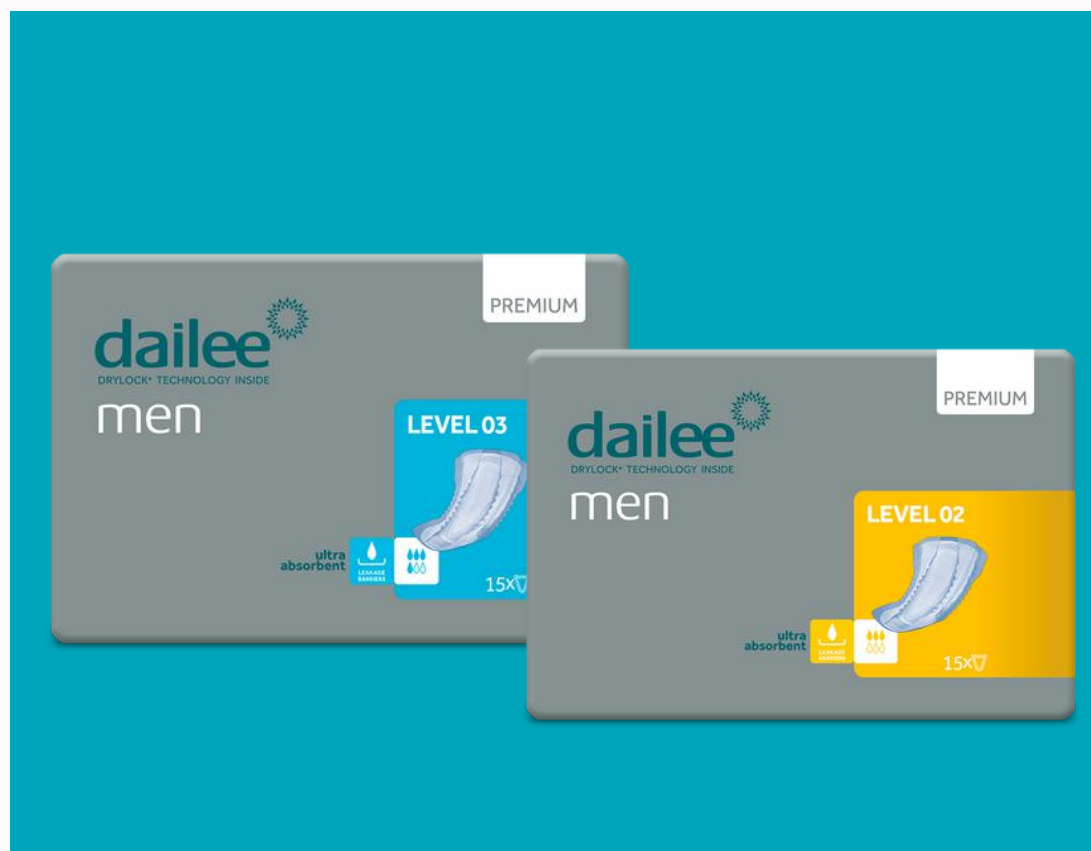 PREMIUM
dailee
DRYLOCK® TECHNOLOGY INSIDE
men
LEVEL 03
ultra
absorbent
LEAKAGE
BARRIERS
15x
PREMIUM
dailee
DRYLOCK® TECHNOLOGY INSIDE
men
LEVEL 02
ultra
absorbent
LEAKAGE
BARRIERS
15x